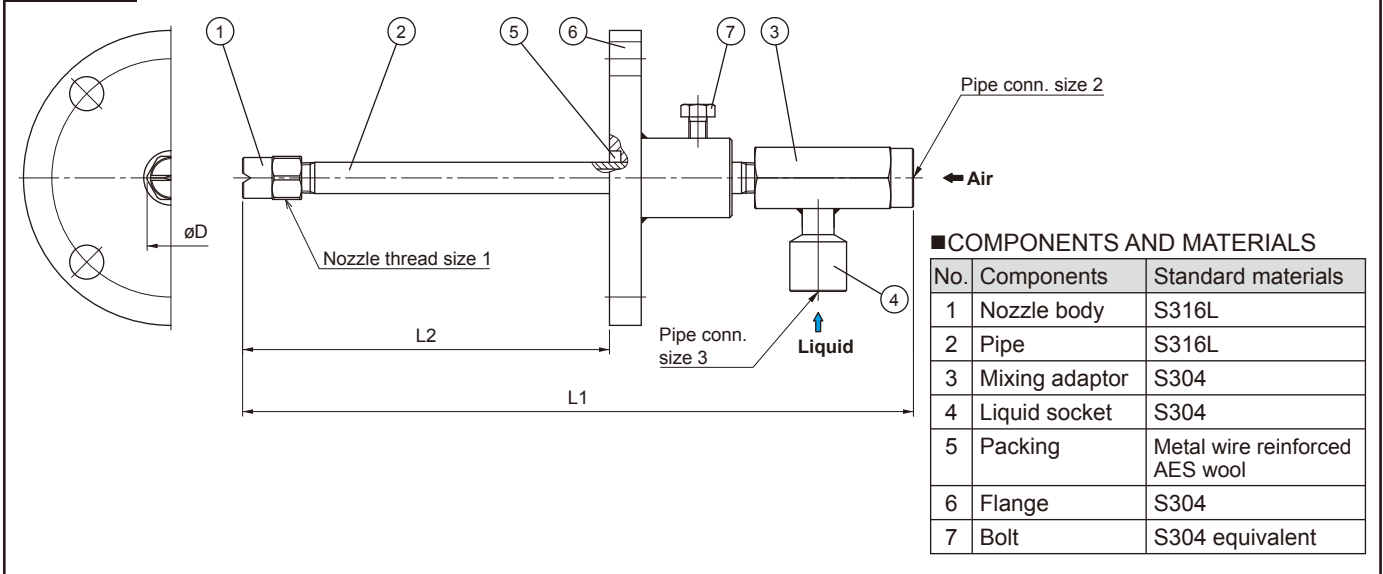 1
2
5
6
7
3
Pipe conn. size 2
Air
øD
Nozzle thread size 1
4
L2
Pipe conn.
size 3
Liquid
L1
■COMPONENTS AND MATERIALS
No. Components Standard materials
1 Nozzle body S316L
2 Pipe S316L
3 Mixing adaptor S304
4 Liquid socket S304
5 Packing Metal wire reinforced
AES wool
6 Flange S304
7 Bolt S304 equivalent